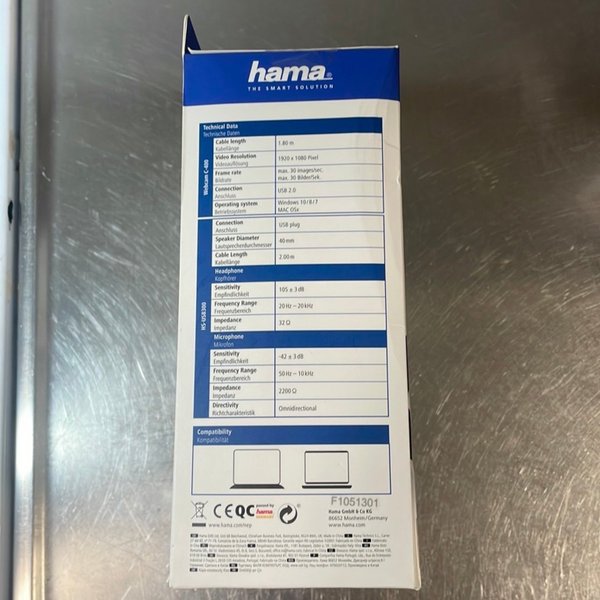 hama®
THE SMART SOLUTION
Technical Data
Technische Daten
Webcam C-400
Cable length 1.80 m
Kabellänge
Video Resolution 1920 x 1080 Pixel
Videoauflösung
Frame rate max. 30 images/sec.
Bildrate max. 30 Bilder/Sek.
Connection USB 2.0
Anschluss
Operating system Windows 10/8/7
Betriebssystem MAC OSx
HS-USB300
Connection USB plug
Anschluss
Speaker Diameter 40 mm
Lautsprecherdurchmesser
Cable Length 2.00 m
Kabellänge
Headphone
Kopfhörer
Sensitivity 105 ± 3 dB
Empfindlichkeit
Frequency Range 20 Hz – 20 kHz
Frequenzbereich
Impedance 32 Ω
Impedanz
Microphone
Mikrofon
Sensitivity -42 ± 3 dB
Empfindlichkeit
Frequency Range 50 Hz – 10 kHz
Frequenzbereich
Impedance 2200 Ω
Impedanz
Directivity Omnidirectional
Richtcharakteristik
Compatibility
Kompatibilität
F1051301
CE QC powered by hama
Hama GmbH & Co KG
86652 Monheim/Germany
www.hama.com
www.hama.com/nep